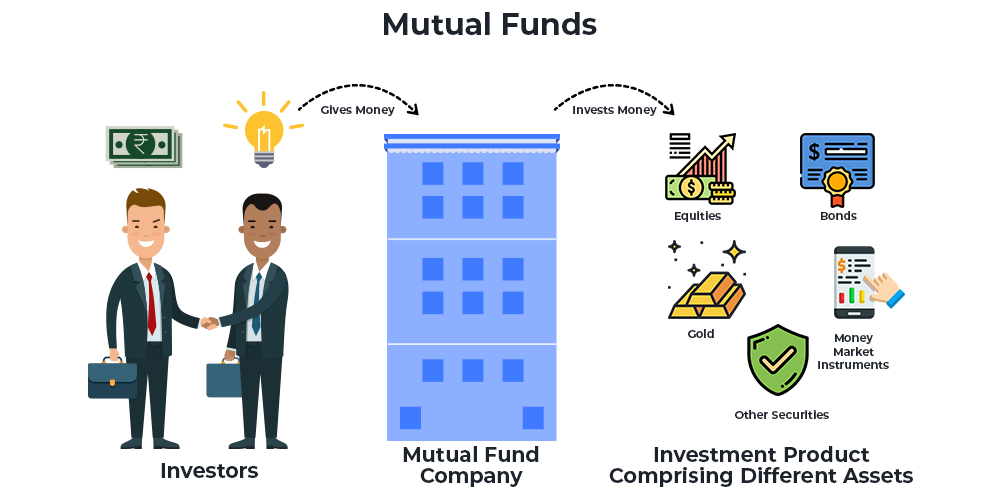 Mutual Funds
Gives Money
Invests Money
₹
$
$
Equities
Bonds
$
Gold
Money
Market
Instruments
Other Securities
Investors
Mutual Fund
Company
Investment Product
Comprising Different Assets